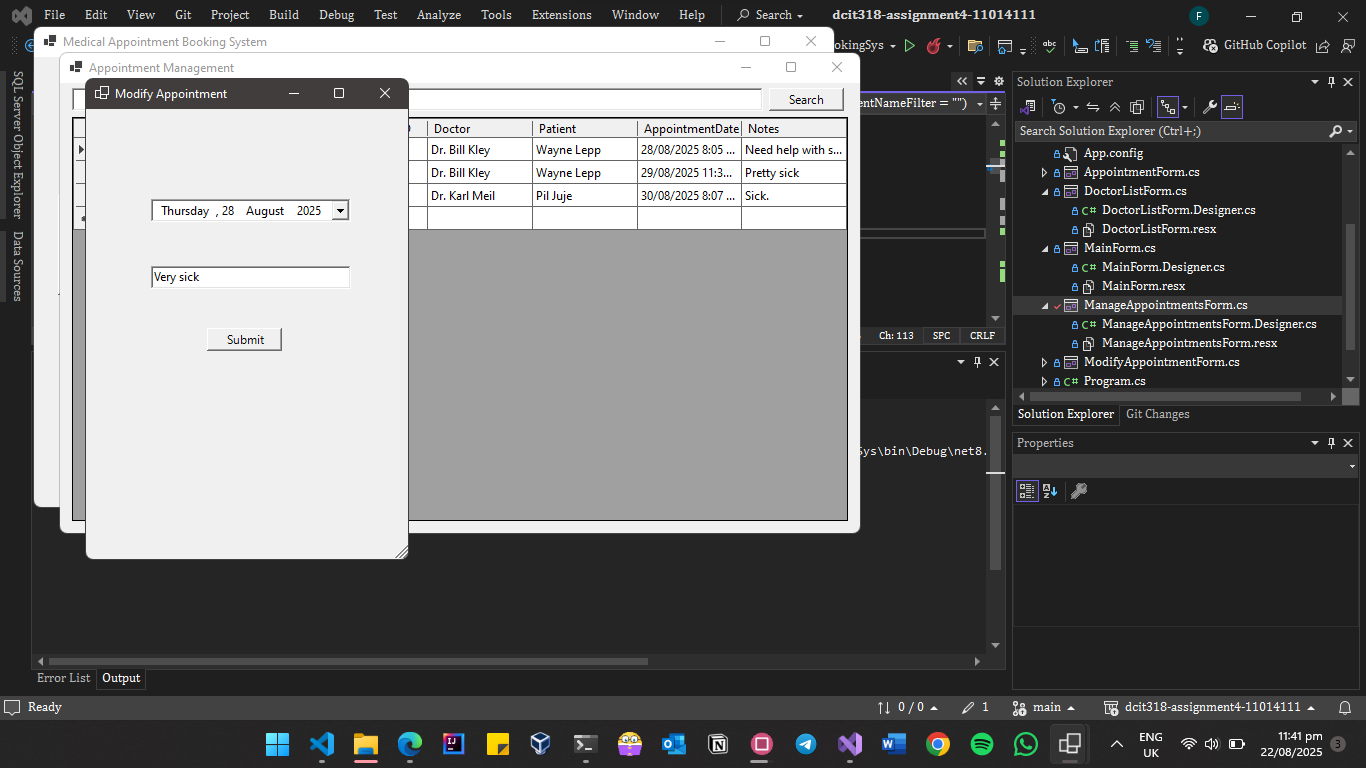 File Edit View Git Project Build Debug Test Analyze Tools Extensions Window Help Search dcit318-assignment4-11014111 F
Medical Appointment Booking System
okingSys
GitHub Copilot
Appointment Management
Modify Appointment
Search
entNameFilter = "")
Doctor Patient AppointmentDate Notes
Dr. Bill Kley Wayne Lepp 28/08/2025 8:05 ... Need help with s...
Dr. Bill Kley Wayne Lepp 29/08/2025 11:3... Pretty sick
Dr. Karl Meil Pil Juje 30/08/2025 8:07 ... Sick.
Thursday , 28 August 2025
Very sick
Submit
SQL Server Object Explorer
Data Sources
Ch: 113 SPC CRLF
Sys\bin\Debug\net8.
Error List Output
Solution Explorer
Search Solution Explorer (Ctrl+;)
App.config
AppointmentForm.cs
DoctorListForm.cs
C# DoctorListForm.Designer.cs
DoctorListForm.resx
MainForm.cs
C# MainForm.Designer.cs
MainForm.resx
ManageAppointmentsForm.cs
C# ManageAppointmentsForm.Designer.cs
ManageAppointmentsForm.resx
ModifyAppointmentForm.cs
C# Program.cs
Solution Explorer Git Changes
Properties
Ready 0 / 0 1 main dcit318-assignment4-11014111
ENG
UK
11:41 pm
22/08/2025
3